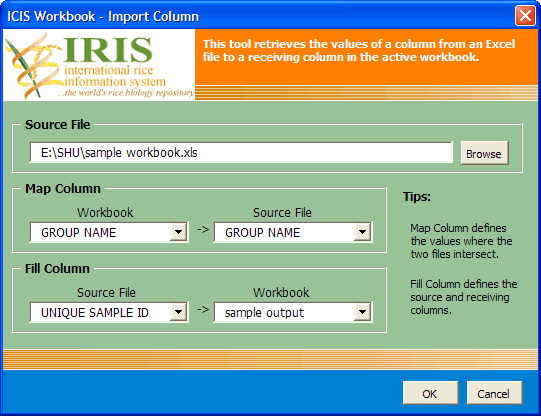 ICIS Workbook - Import Column
IRIS
international rice
information system
...the world's rice biology repository
This tool retrieves the values of a column from an Excel
file to a receiving column in the active workbook.
Source File
E:\SHU\sample workbook.xls
Browse
Map Column
Workbook
Source File
GROUP NAME
->
GROUP NAME
Fill Column
Source File
Workbook
UNIQUE SAMPLE ID
->
sample output
Tips:
Map Column defines
the values where the
two files intersect.
Fill Column defines the
source and receiving
columns.
OK
Cancel